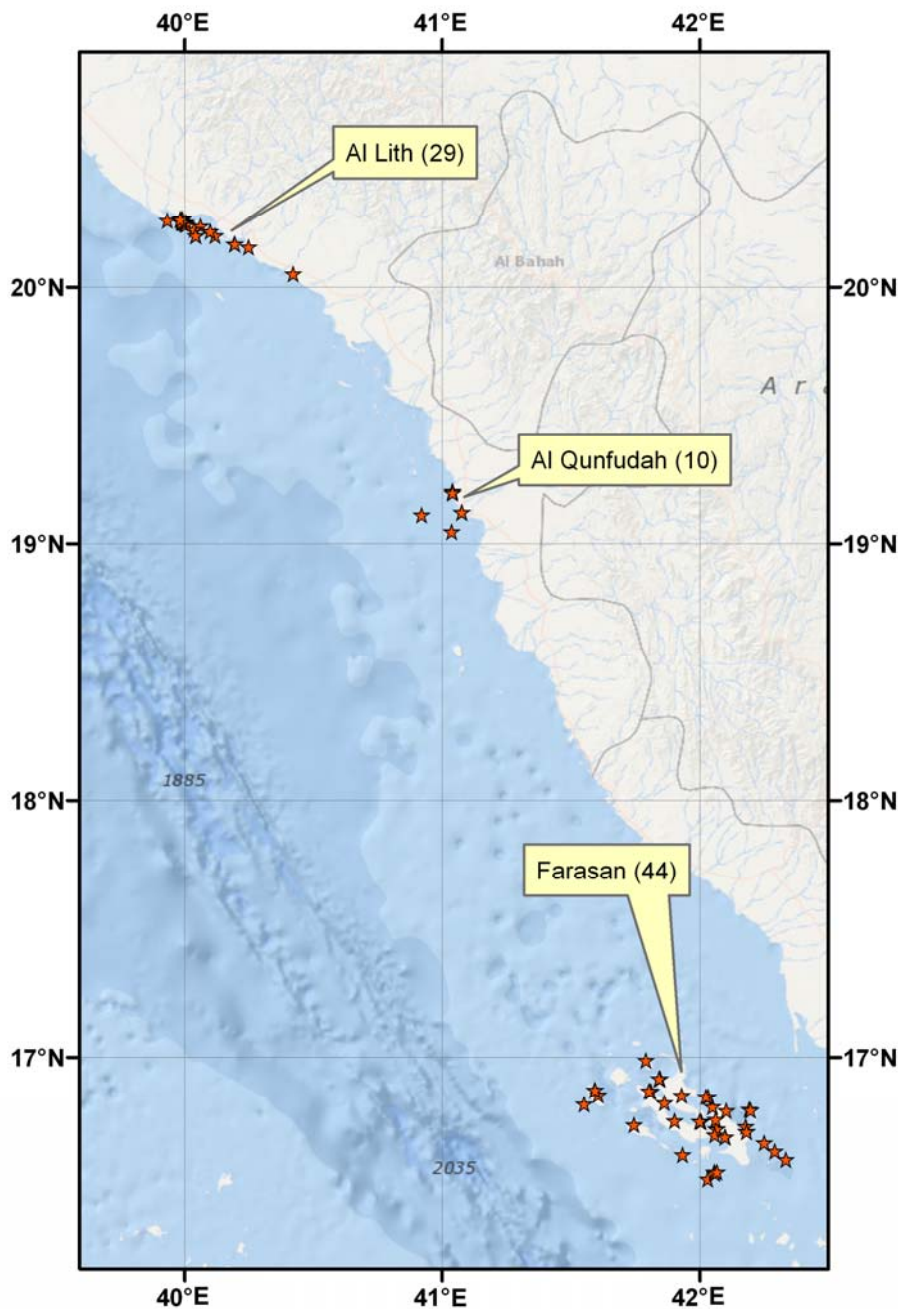 40°E 41°E 42°E
Al Lith (29)
Al Bahah
20°N 20°N
A r
Al Qunfudah (10)
19°N 19°N
1885
18°N 18°N
Farasan (44)
17°N 17°N
2035
40°E 41°E 42°E